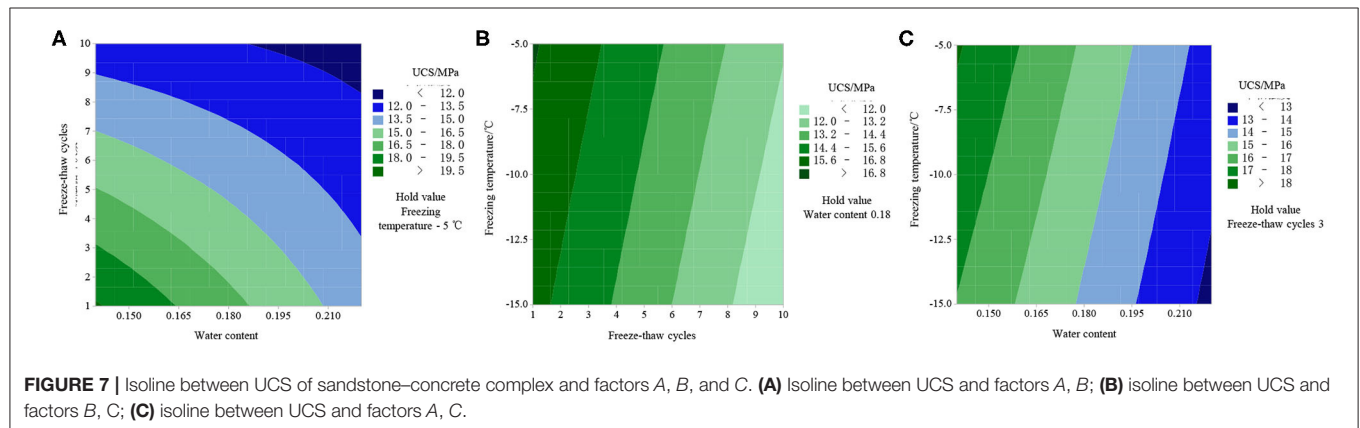 A
10
9
8
7
6
5
4
3
2
1
Freeze-thaw cycles
0.150 0.165 0.180 0.195 0.210
Water content
UCS/MPa
< 12.0
12.0 - 13.5
13.5 - 15.0
15.0 - 16.5
16.5 - 18.0
18.0 - 19.5
> 19.5
Hold value
Freezing
temperature - 5 ℃
B
-5.0
-7.5
-10.0
-12.5
-15.0
Freezing temperature/℃
1 2 3 4 5 6 7 8 9 10
Freeze-thaw cycles
UCS/MPa
< 12.0
12.0 - 13.2
13.2 - 14.4
14.4 - 15.6
15.6 - 16.8
> 16.8
Hold value
Water content 0.18
C
-5.0
-7.5
-10.0
-12.5
-15.0
Freezing temperature/℃
0.150 0.165 0.180 0.195 0.210
Water content
UCS/MPa
< 13
13 - 14
14 - 15
15 - 16
16 - 17
17 - 18
> 18
Hold value
Freeze-thaw cycles 3
FIGURE 7 | Isoline between UCS of sandstone–concrete complex and factors A, B, and C. (A) Isoline between UCS and factors A, B; (B) isoline between UCS and
factors B, C; (C) isoline between UCS and factors A, C.